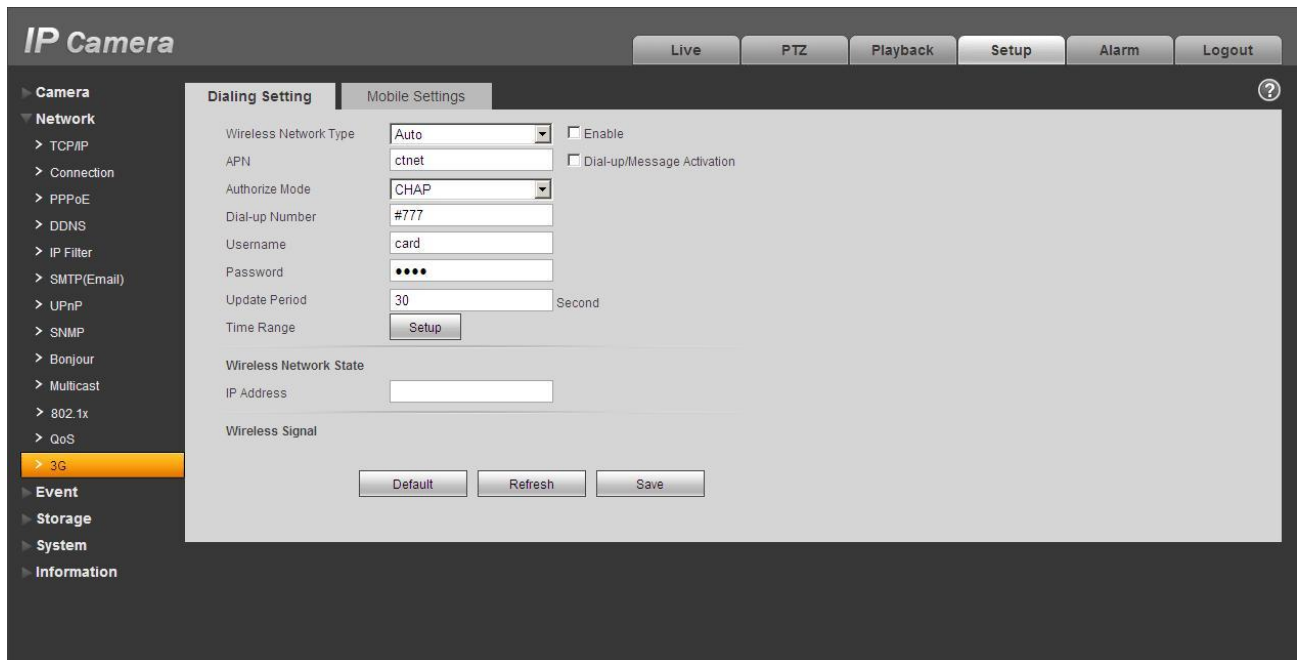 IP Camera
Live PTZ Playback Setup Alarm Logout
?
Camera
Network
> TCP/IP
> Connection
> PPPoE
> DDNS
> IP Filter
> SMTP(Email)
> UPnP
> SNMP
> Bonjour
> Multicast
> 802.1x
> QoS
> 3G
Event
Storage
System
Information
Dialing Setting Mobile Settings
Wireless Network Type Auto Enable
APN ctnet Dial-up/Message Activation
Authorize Mode CHAP
Dial-up Number #777
Username card
Password ●●●●
Update Period 30 Second
Time Range Setup
Wireless Network State
IP Address
Wireless Signal
Default Refresh Save